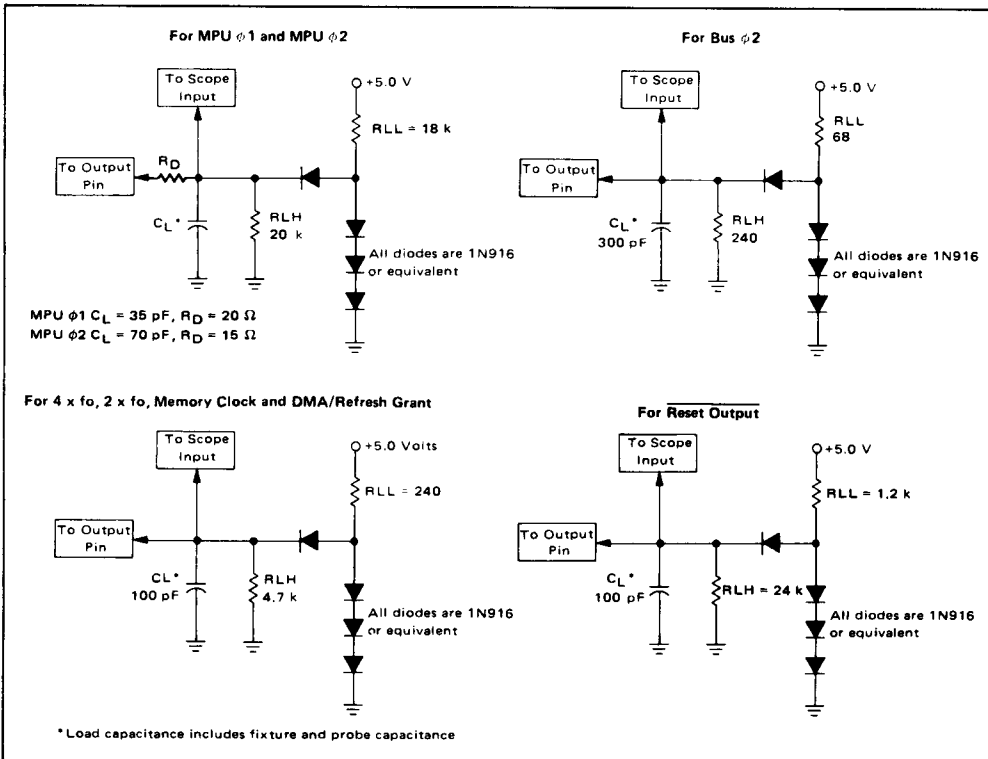 For MPU φ1 and MPU φ2
To Scope
Input
+5.0 V
RLL = 18 k
To Output
Pin
RD
CL*
RLH
20 k
All diodes are 1N916
or equivalent
MPU φ1 CL = 35 pF, RD = 20 Ω
MPU φ2 CL = 70 pF, RD = 15 Ω
For Bus φ2
To Scope
Input
+5.0 V
RLL
68
To Output
Pin
CL*
300 pF
RLH
240
All diodes are 1N916
or equivalent
For 4 x fo, 2 x fo, Memory Clock and DMA/Refresh Grant
To Scope
Input
+5.0 Volts
RLL = 240
To Output
Pin
CL*
100 pF
RLH
4.7 k
All diodes are 1N916
or equivalent
For Reset Output
To Scope
Input
+5.0 V
RLL = 1.2 k
To Output
Pin
CL*
100 pF
RLH = 24 k
All diodes are 1N916
or equivalent
*Load capacitance includes fixture and probe capacitance